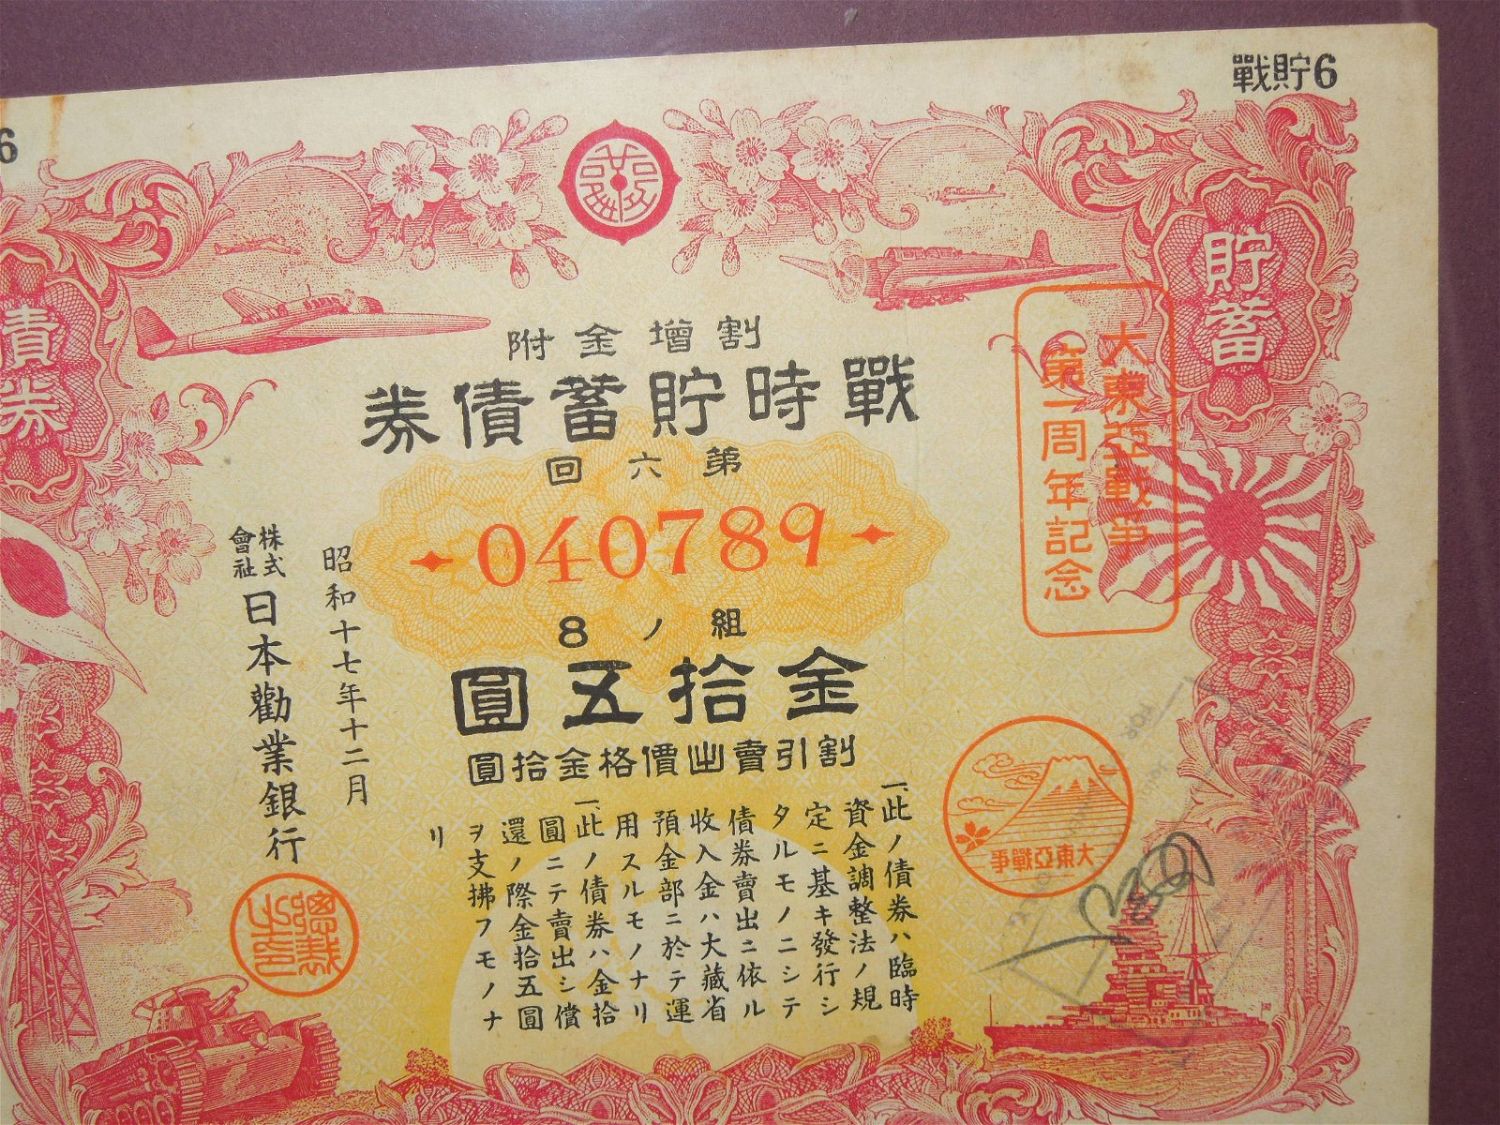 戰貯6
6
貯蓄
債券
割增金附
戰時貯蓄債券
第六回
040789
組ノ8
金拾五圓
割引賣出價格金拾圓
大東亞戰爭
第一周年記念
大東亞戰爭
一、此ノ債券ハ臨時
資金調整法ノ規
定ニ基キ發行シ
タルモノニシテ
債券賣出ニ依ル
收入金ハ大藏省
預金部ニ於テ運
用スルモノナリ
一、此ノ債券ハ金拾
圓ニテ賣出シ償
還ノ際金拾五圓
ヲ支拂フモノナ
リ
昭和十七年十二月
株式會社
日本勸業銀行
總裁之印